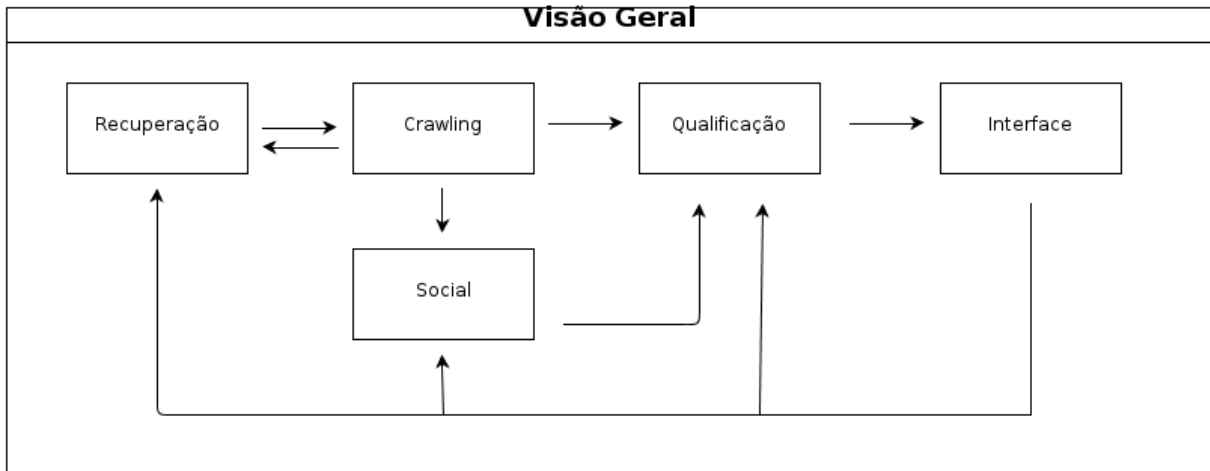 Visão Geral
Recuperação
Crawling
Qualificação
Interface
Social